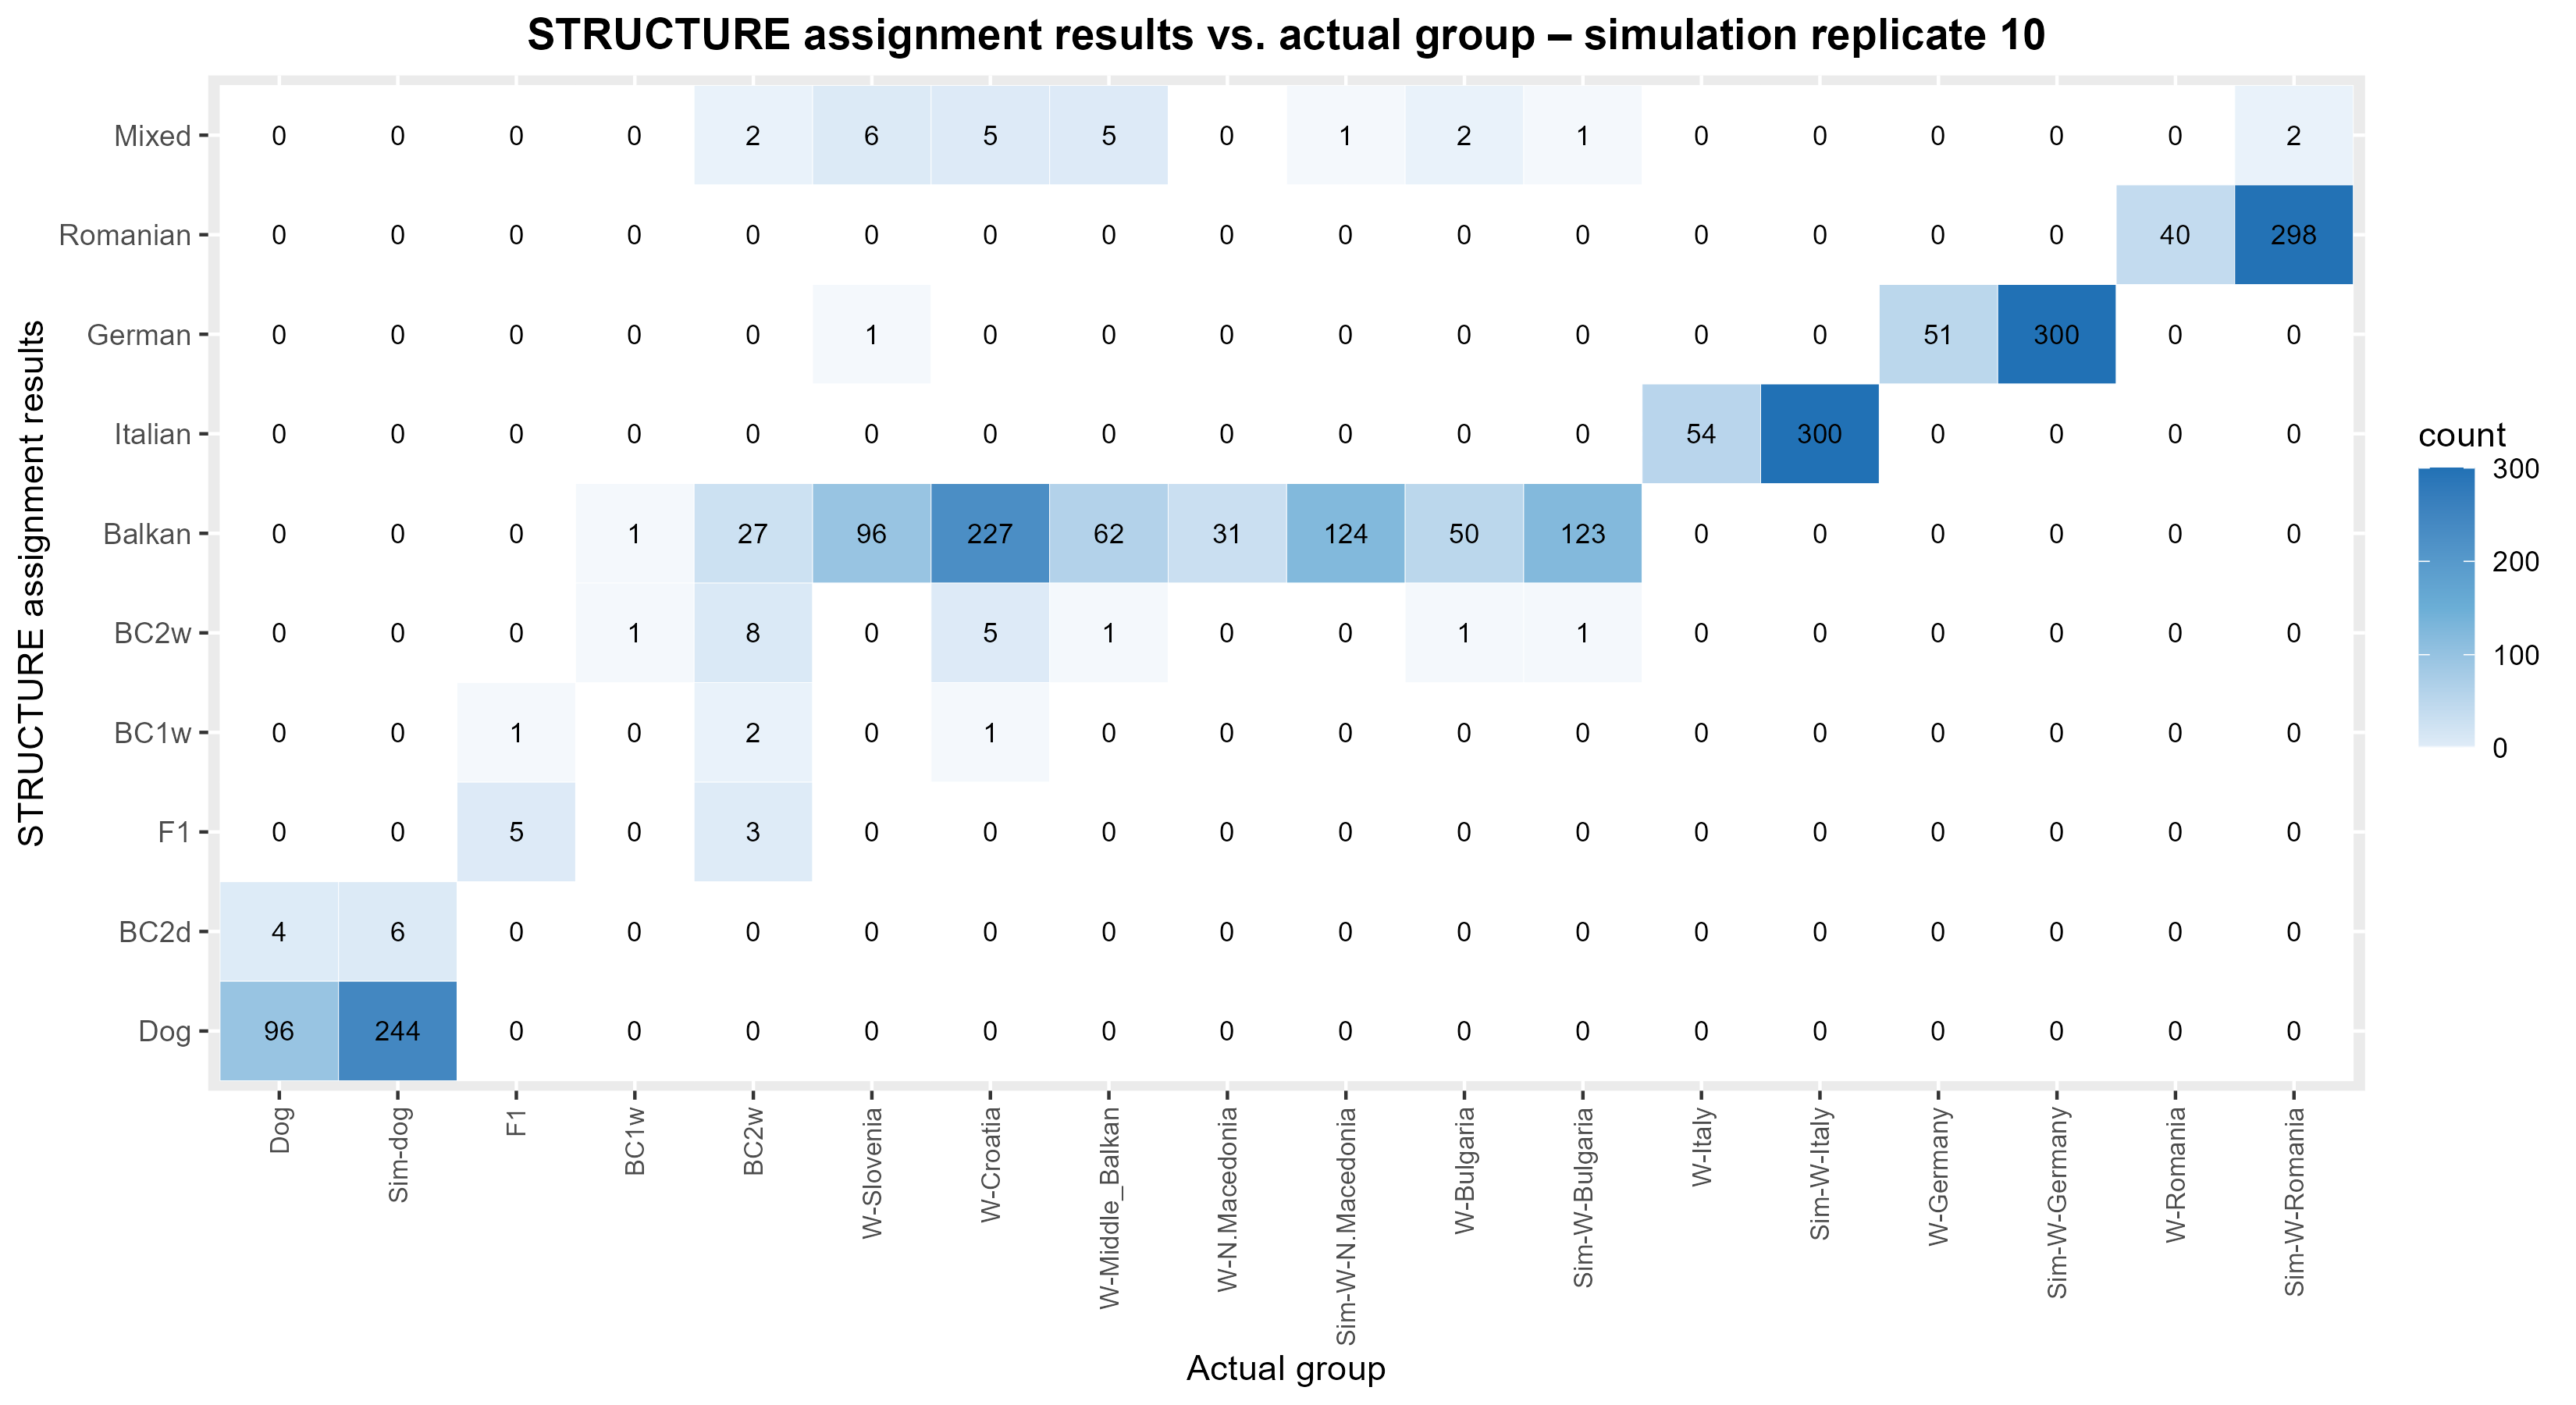 STRUCTURE assignment results vs. actual group – simulation replicate 10
STRUCTURE assignment results
Mixed 0 0 0 0 2 6 5 5 0 1 2 1 0 0 0 0 0 2
Romanian 0 0 0 0 0 0 0 0 0 0 0 0 0 0 0 0 40 298
German 0 0 0 0 0 1 0 0 0 0 0 0 0 0 51 300 0 0
Italian 0 0 0 0 0 0 0 0 0 0 0 0 54 300 0 0 0 0
Balkan 0 0 0 1 27 96 227 62 31 124 50 123 0 0 0 0 0 0
BC2w 0 0 0 1 8 0 5 1 0 0 1 1 0 0 0 0 0 0
BC1w 0 0 1 0 2 0 1 0 0 0 0 0 0 0 0 0 0 0
F1 0 0 5 0 3 0 0 0 0 0 0 0 0 0 0 0 0 0
BC2d 4 6 0 0 0 0 0 0 0 0 0 0 0 0 0 0 0 0
Dog 96 244 0 0 0 0 0 0 0 0 0 0 0 0 0 0 0 0
Dog
Sim-dog
F1
BC1w
BC2w
W-Slovenia
W-Croatia
W-Middle_Balkan
W-N.Macedonia
Sim-W-N.Macedonia
W-Bulgaria
Sim-W-Bulgaria
W-Italy
Sim-W-Italy
W-Germany
Sim-W-Germany
W-Romania
Sim-W-Romania
Actual group
count
300
200
100
0